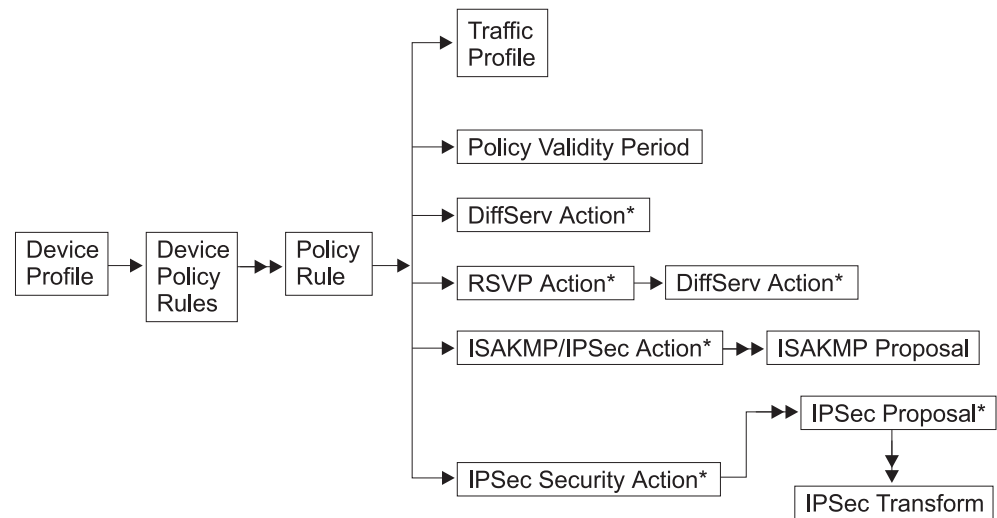 Traffic
Profile
Policy Validity Period
DiffServ Action*
Device
Profile
Device
Policy
Rules
Policy
Rule
RSVP Action*
DiffServ Action*
ISAKMP/IPSec Action*
ISAKMP Proposal
IPSec Proposal*
IPSec Security Action*
IPSec Transform